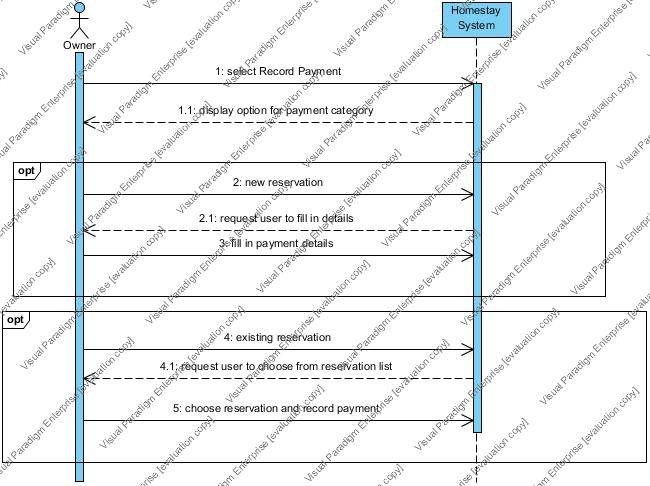 Owner
Homestay
System
1: select Record Payment
1.1: display option for payment category
opt
2: new reservation
2.1: request user to fill in details
3: fill in payment details
opt
4: existing reservation
4.1: request user to choose from reservation list
5: choose reservation and record payment
Visual Paradigm Enterprise [evaluation copy]